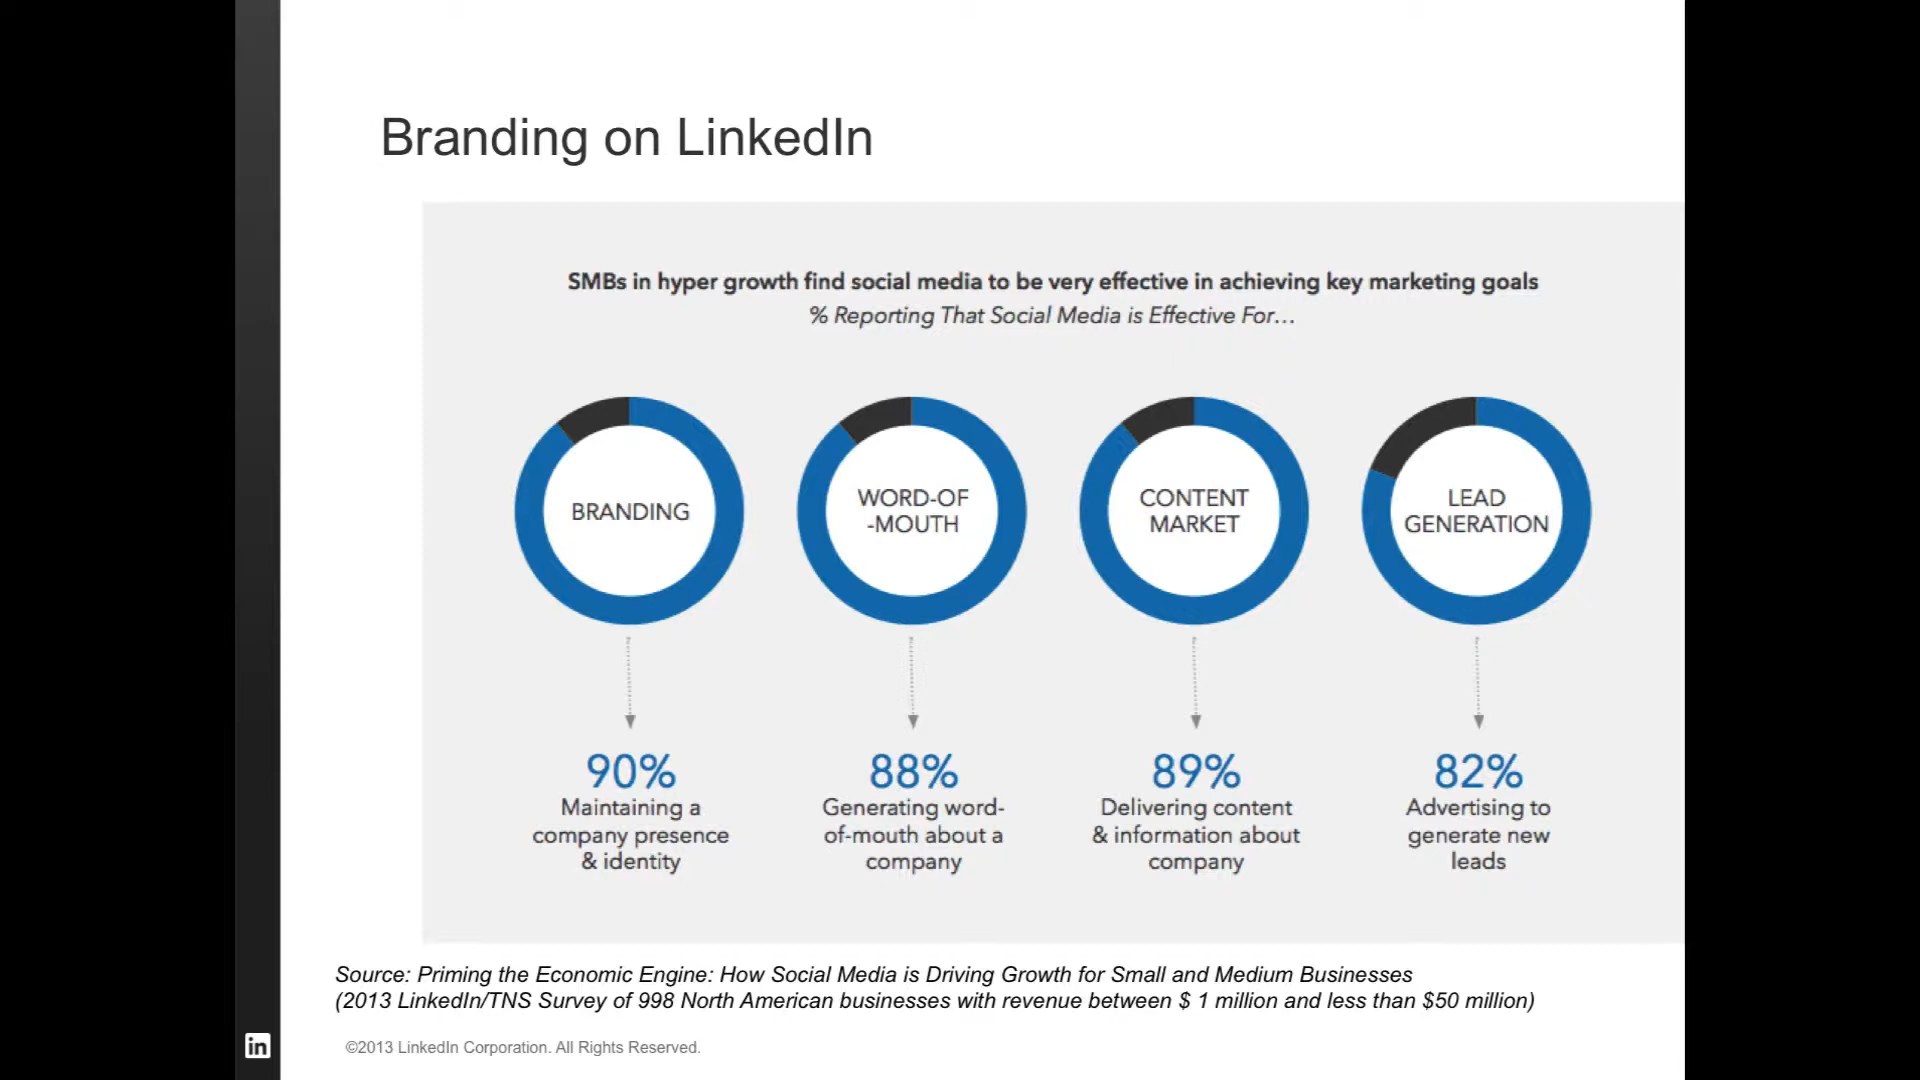 Branding on LinkedIn
SMBs in hyper growth find social media to be very effective in achieving key marketing goals
% Reporting That Social Media is Effective For...
BRANDING
WORD-OF
-MOUTH
CONTENT
MARKET
LEAD
GENERATION
90%
Maintaining a
company presence
& identity
88%
Generating word-
of-mouth about a
company
89%
Delivering content
& information about
company
82%
Advertising to
generate new
leads
Source: Priming the Economic Engine: How Social Media is Driving Growth for Small and Medium Businesses
(2013 LinkedIn/TNS Survey of 998 North American businesses with revenue between $ 1 million and less than $50 million)
in
©2013 LinkedIn Corporation. All Rights Reserved.